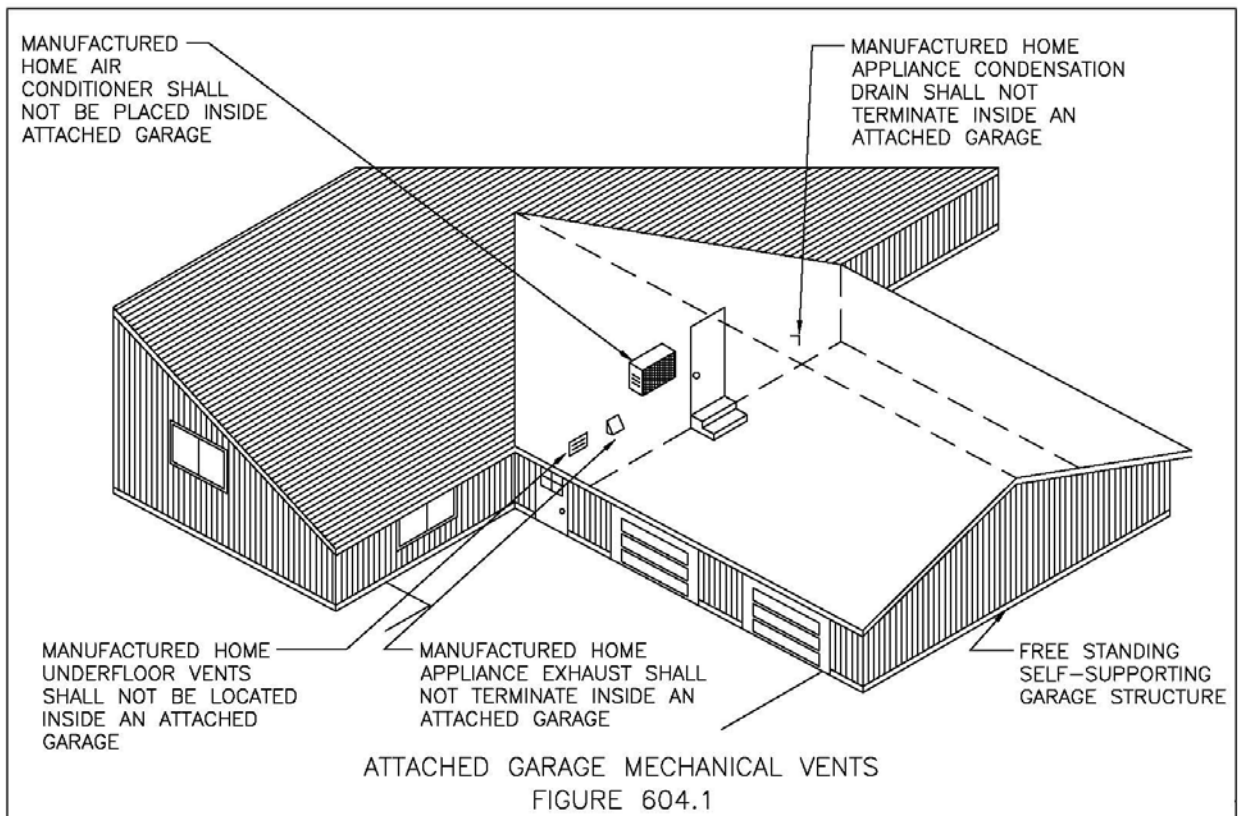 MANUFACTURED
HOME AIR
CONDITIONER SHALL
NOT BE PLACED INSIDE
ATTACHED GARAGE
MANUFACTURED HOME
APPLIANCE CONDENSATION
DRAIN SHALL NOT
TERMINATE INSIDE AN
ATTACHED GARAGE
MANUFACTURED HOME
UNDERFLOOR VENTS
SHALL NOT BE LOCATED
INSIDE AN ATTACHED
GARAGE
MANUFACTURED HOME
APPLIANCE EXHAUST SHALL
NOT TERMINATE INSIDE AN
ATTACHED GARAGE
FREE STANDING
SELF-SUPPORTING
GARAGE STRUCTURE
ATTACHED GARAGE MECHANICAL VENTS
FIGURE 604.1